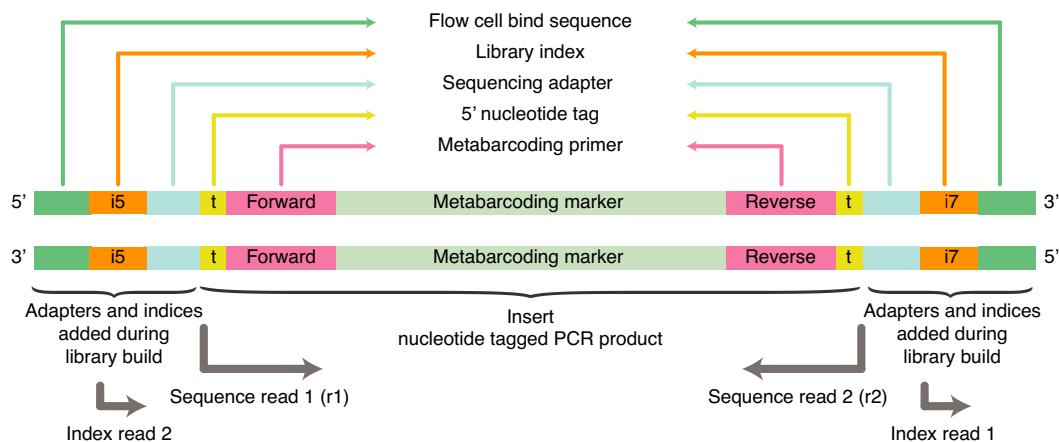 Flow cell bind sequence
Library index
Sequencing adapter
5’ nucleotide tag
Metabarcoding primer
5’ i5 t Forward Metabarcoding marker Reverse t i7 3’
3’ i5 t Forward Metabarcoding marker Reverse t i7 5’
Adapters and indices
added during
library build
Insert
nucleotide tagged PCR product
Adapters and indices
added during
library build
Sequence read 1 (r1)
Sequence read 2 (r2)
Index read 2
Index read 1